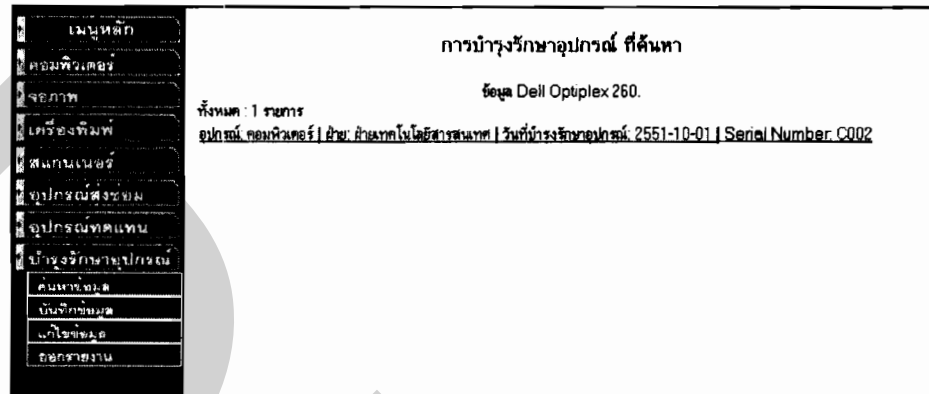 เมนูหลัก
คอมพิวเตอร์
จอภาพ
เครื่องพิมพ์
สแกนเนอร์
อุปกรณ์ส่งซ่อม
อุปกรณ์ทดแทน
บำรุงรักษาอุปกรณ์
ค้นหาข้อมูล
บันทึกข้อมูล
แก้ไขข้อมูล
ออกรายงาน
การบำรุงรักษาอุปกรณ์ ที่ค้นหา
ข้อมูล Dell Optiplex 260.
ทั้งหมด : 1 รายการ
อุปกรณ์: คอมพิวเตอร์ | ฝ่าย: ฝ่ายเทคโนโลยีสารสนเทศ | วันที่บำรุงรักษาอุปกรณ์: 2551-10-01 | Serial Number: C002